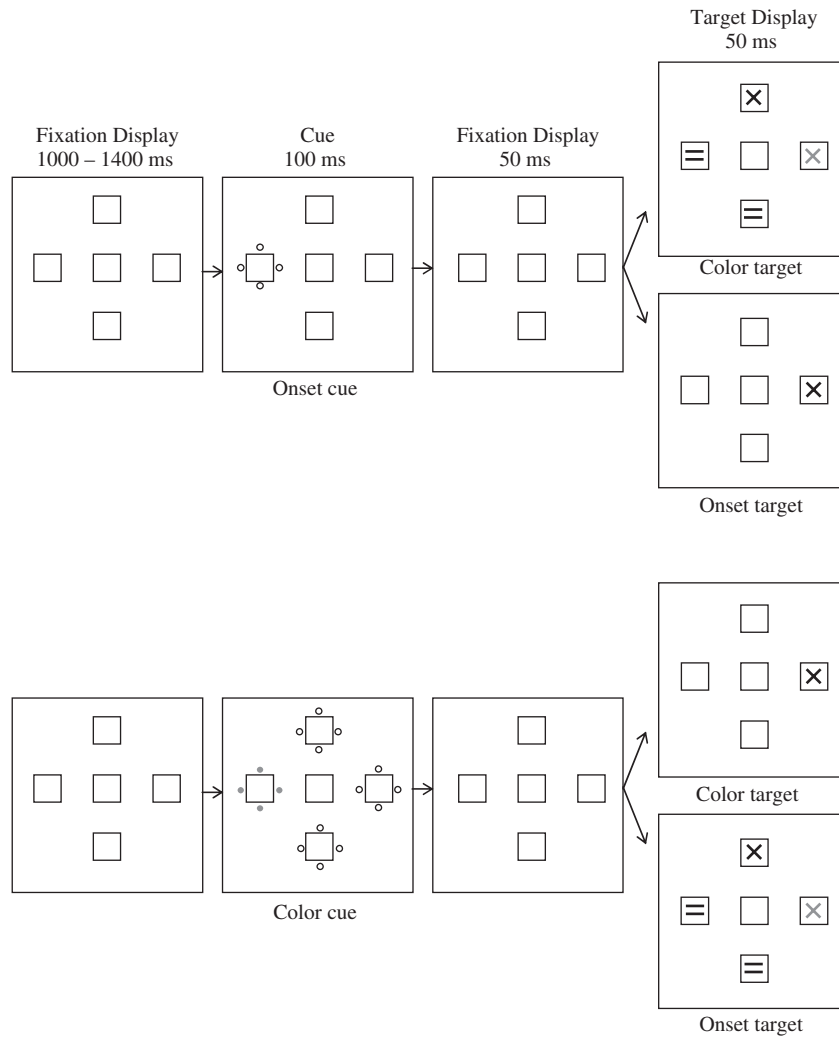 Target Display
50 ms
Fixation Display
1000 – 1400 ms
Cue
100 ms
Fixation Display
50 ms
Color target
Onset cue
Onset target
Color target
Color cue
Onset target